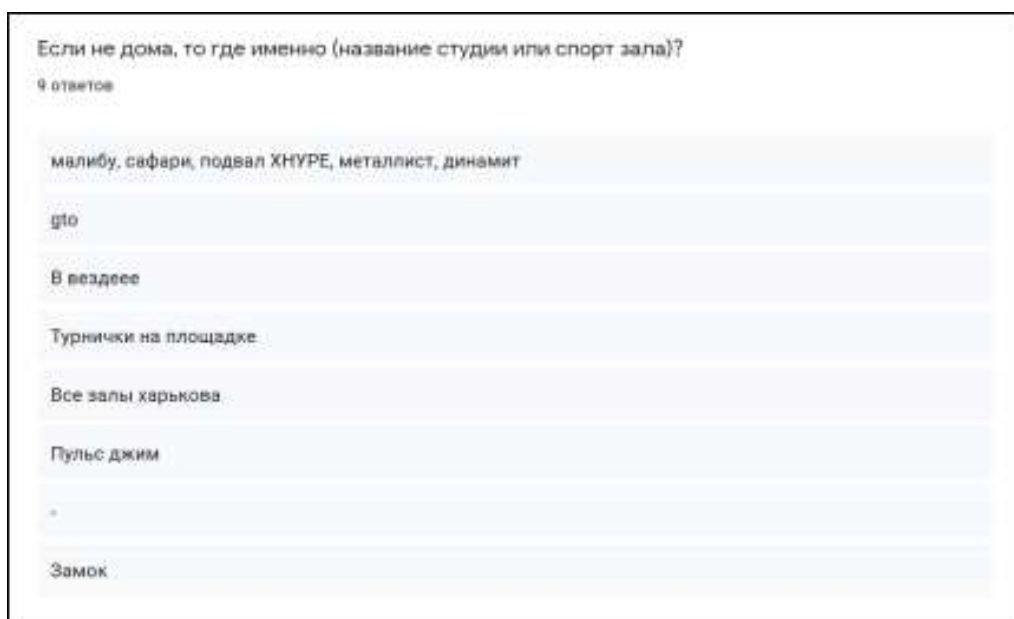 Если не дома, то где именно (название студии или спорт зала)?
9 ответов
малибу, сафари, подвал ХНУРЕ, металлист, динамит
gto
В вездеее
Турнички на площадке
Все залы харькова
Пульс джим
-
Замок